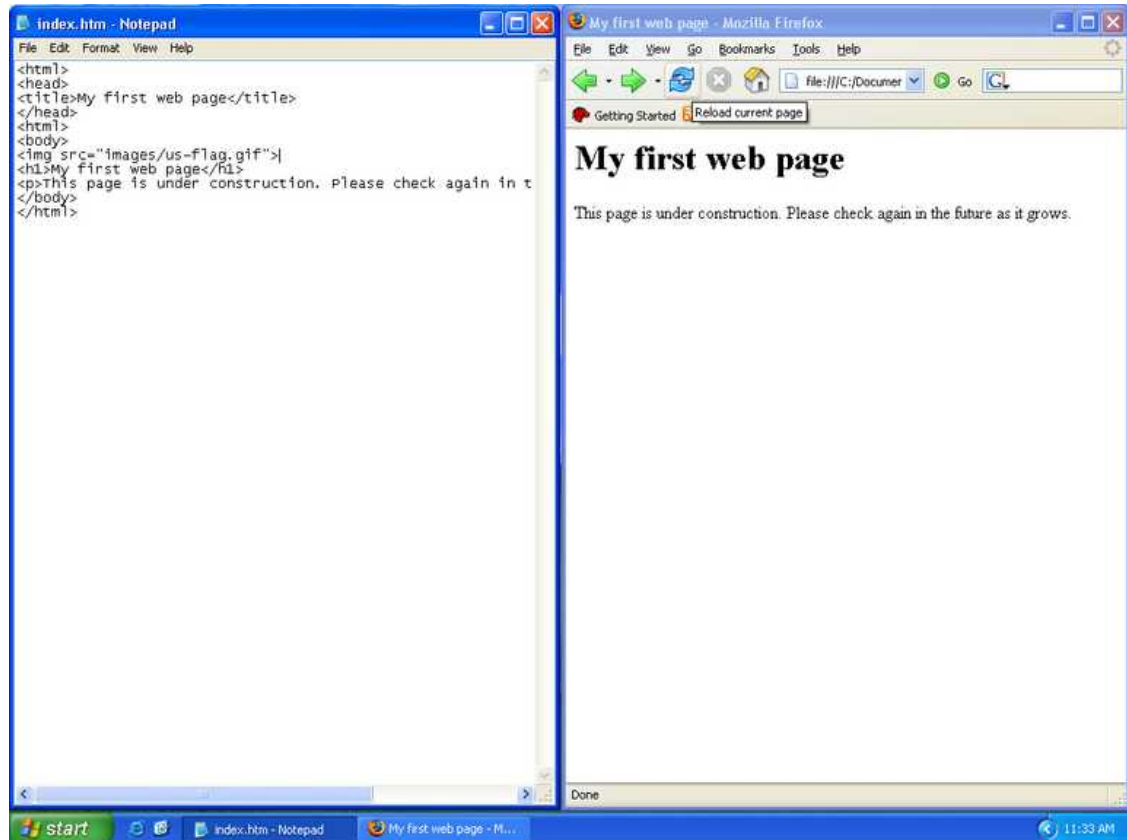 index.htm - Notepad
File Edit Format View Help
<html>
<head>
<title>My first web page</title>
</head>
<html>
<body>
<img src="images/us-flag.gif">
<h1>My first web page</h1>
<p>This page is under construction. Please check again in t
</body>
</html>
My first web page - Mozilla Firefox
File Edit View Go Bookmarks Tools Help
file:///C:/Documer Go G
Getting Started
Reload current page
My first web page
This page is under construction. Please check again in the future as it grows.
Done
start index.htm - Notepad My first web page - M... 11:33 AM